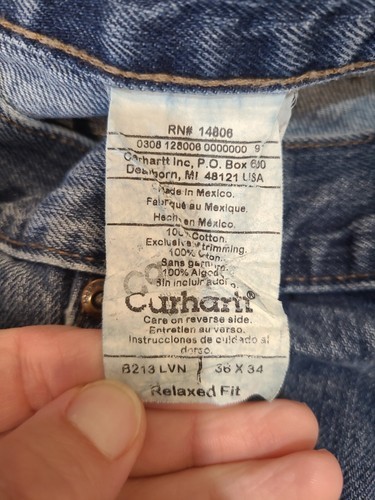 RN# 14806
0308 128006 0000000 9
Carhartt Inc, P.O. Box 600
Dearborn, MI 48121 USA
Made in Mexico.
Fabriqué au Mexique.
Hecho en México.
100% Cotton.
Exclusive trimming.
100% Coton.
Sans garniture.
100% Algodón
Sin incluir
Carhartt®
Care on reverse side.
Entretien au verso.
Instrucciones de cuidado al
dorso.
B213 LVN 36 X 34
Relaxed Fit